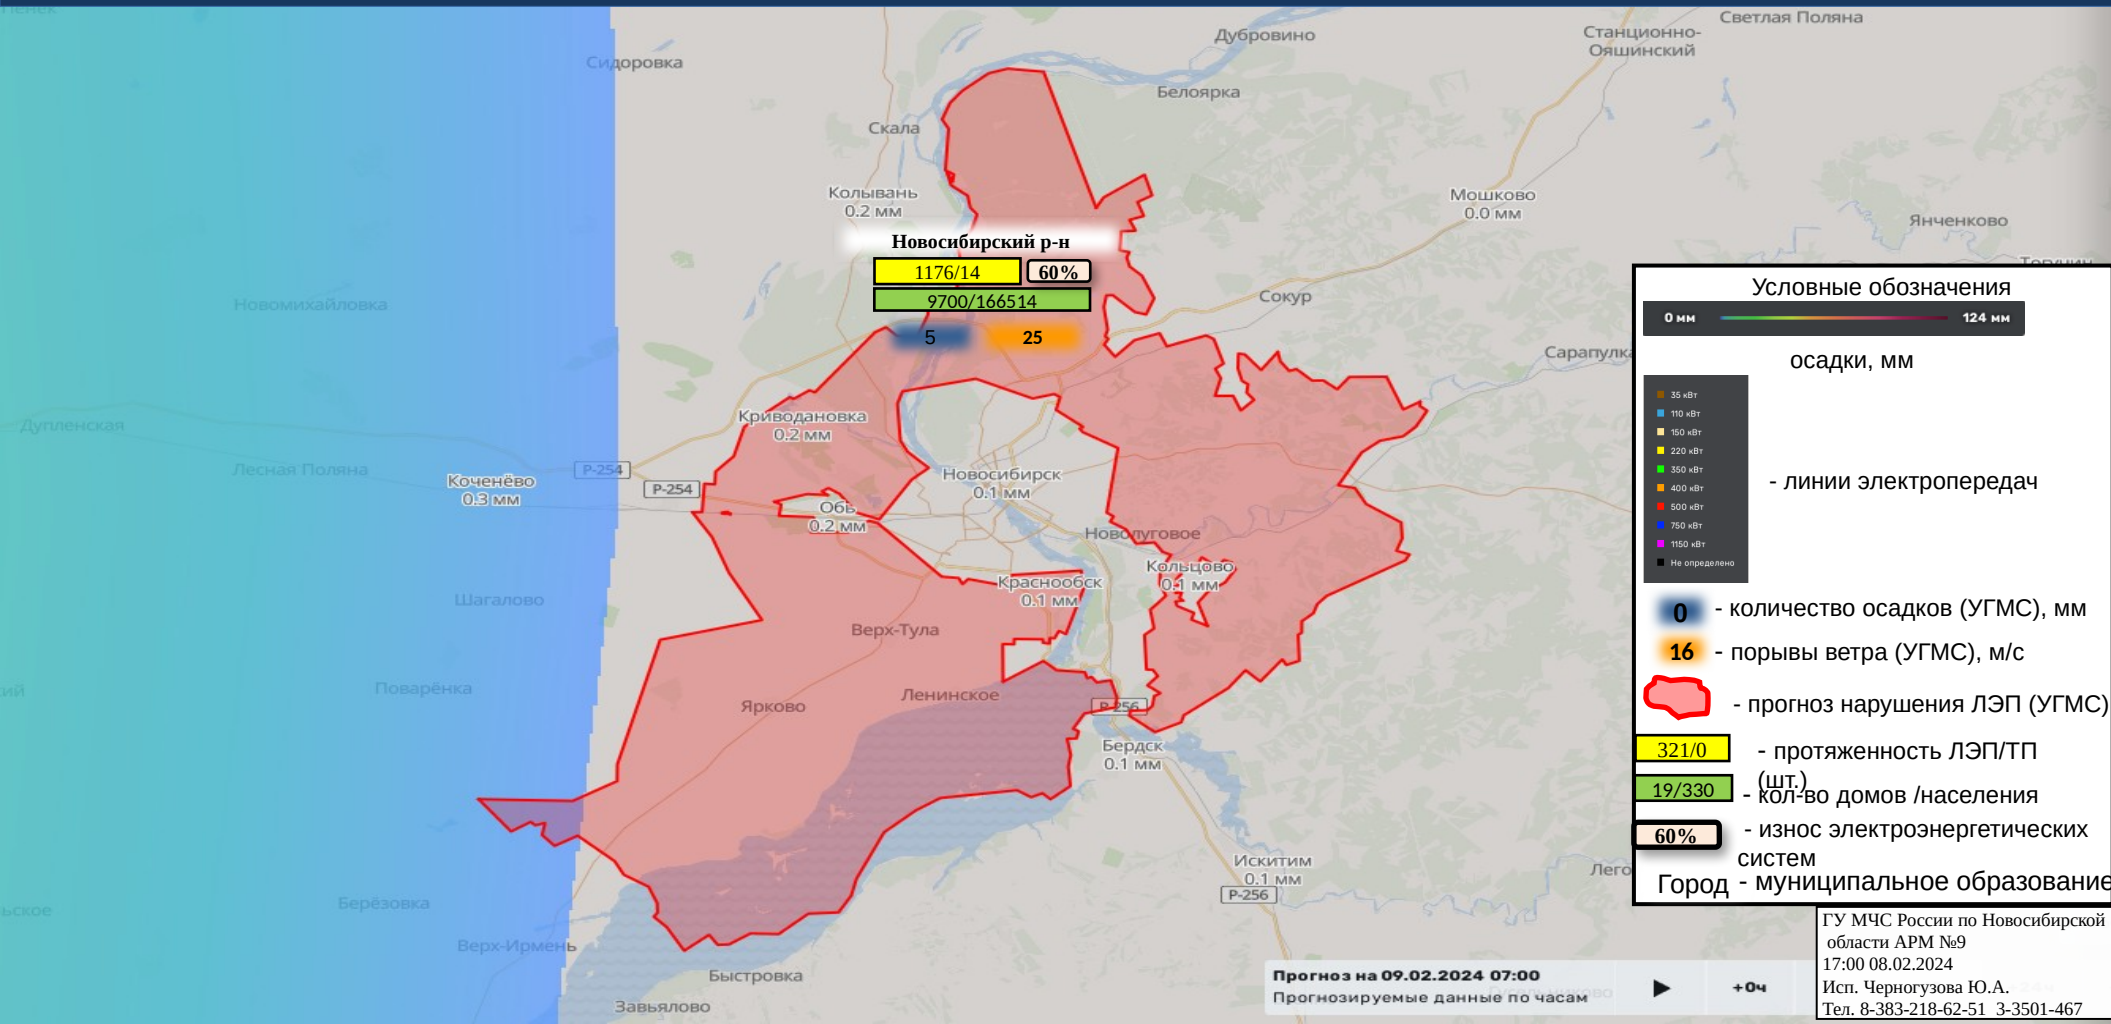 Пенек
Светлая Поляна
Дубровино
Станционно-
Ояшинский
Сидоровка
Белоярка
Скала
Колывань
0.2 мм
Мошково
0.0 мм
Янченково
Новосибирский р-н
1176/14
60%
9700/166514
5
25
Новомихайловка
Сокур
Сарапулка
Криводановка
0.2 мм
Дупленская
Лесная Поляна
Коченёво
0.3 мм
Р-254
Р-254
Новосибирск
0.1 мм
Обь
0.2 мм
Новолуговое
Кольцово
0.1 мм
Краснообск
0.1 мм
Шагалово
Верх-Тула
Поварёнка
Ленинское
Ярково
Р-256
Бердск
0.1 мм
Искитим
0.1 мм
Р-256
Лего
Берёзовка
ьское
Верх-Ирмень
Быстровка
Завьялово
Условные обозначения
0 мм
124 мм
осадки, мм
35 кВт
110 кВт
150 кВт
220 кВт
350 кВт
400 кВт
500 кВт
750 кВт
1150 кВт
Не определено
- линии электропередач
0 - количество осадков (УГМС), мм
16 - порывы ветра (УГМС), м/с
- прогноз нарушения ЛЭП (УГМС)
321/0 - протяженность ЛЭП/ТП
(шт.)
19/330 - кол-во домов /населения
60% - износ электроэнергетических
систем
Город - муниципальное образование
Прогноз на 09.02.2024 07:00
Прогнозируемые данные по часам
+0ч
ГУ МЧС России по Новосибирской
области АРМ №9
17:00 08.02.2024
Исп. Черногузова Ю.А.
Тел. 8-383-218-62-51 3-3501-467